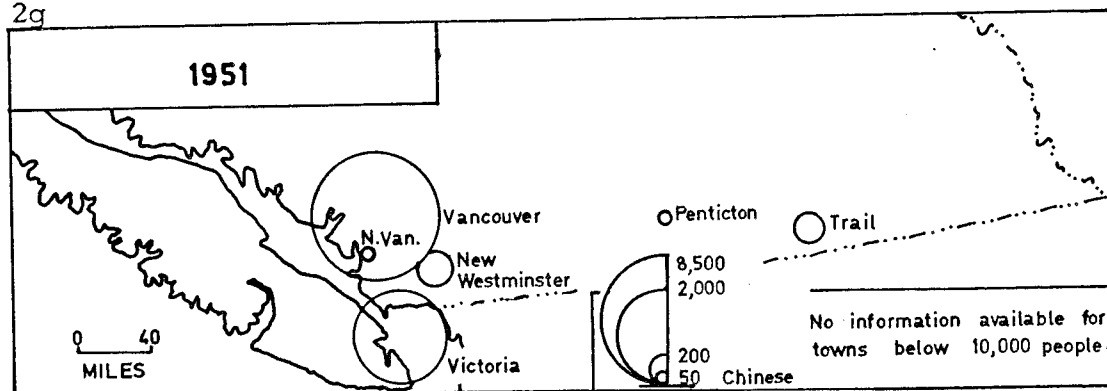 2g
1951
Vancouver
N.Van.
New
Westminster
Victoria
Penticton
Trail
8,500
2,000
200
50 Chinese
0 40
MILES
No information available for
towns below 10,000 people.